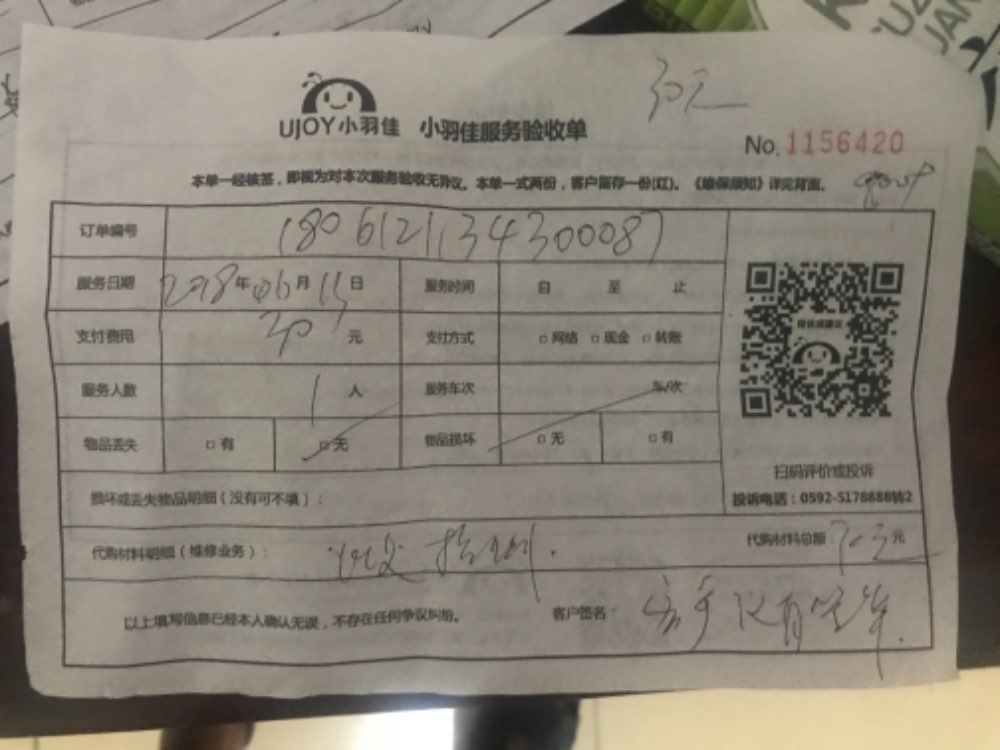 UJOY小羽佳 小羽佳服务验收单
No. 1156420
本单一经核签，即视为对本次服务验收无异议。本单一式两份，客户留存一份(红)。《维保须知》详见背面。
订单编号 1806121134300087
服务日期 2018年06月13日 服务时间 自 至 止
支付费用 30 元 支付方式 □ 网络 □ 现金 □ 转账
服务人数 1 人 服务车次 车/次
物品丢失 □ 有 □ 无 物品损坏 □ 无 □ 有
扫码评价或投诉
损坏或丢失物品明细（没有可不填）：
投诉电话：0592-5178888转2
代购材料明细（维修业务）：
代购材料总额： 元
以上填写信息已经本人确认无误，不存在任何争议纠纷。 客户签名：